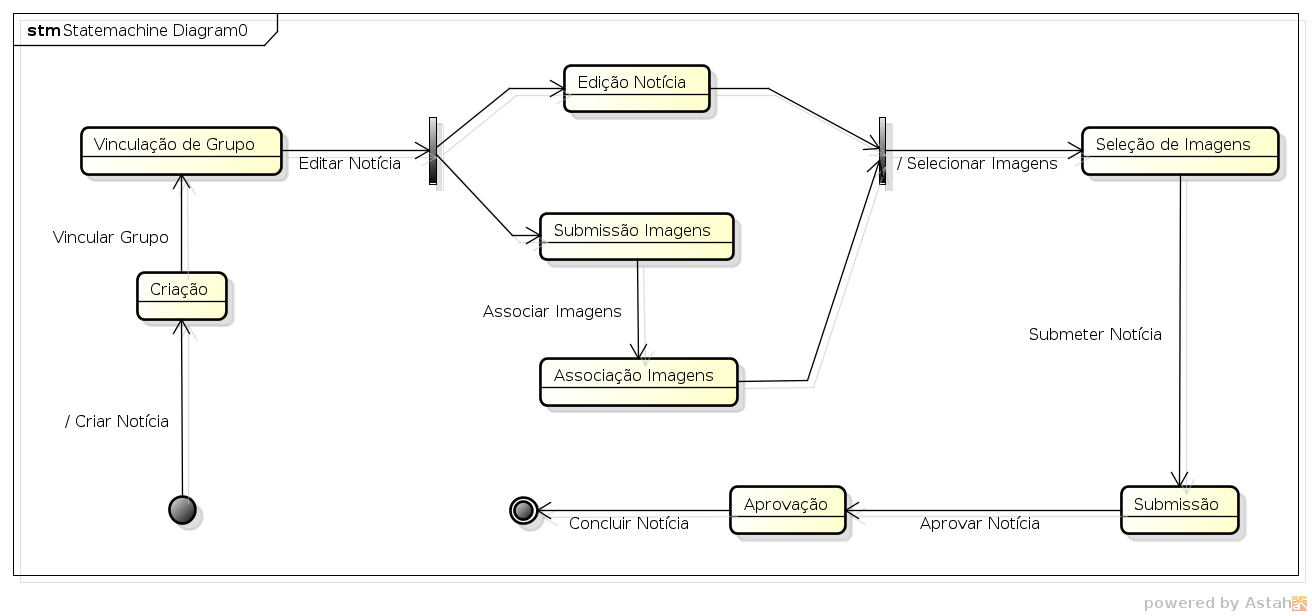 stm Statemachine Diagram0
Edição Notícia
Vinculação de Grupo
Editar Notícia
/ Selecionar Imagens
Seleção de Imagens
Vincular Grupo
Submissão Imagens
Criação
Associar Imagens
Submeter Notícia
Associação Imagens
/ Criar Notícia
Concluir Notícia
Aprovação
Aprovar Notícia
Submissão
powered by Astah